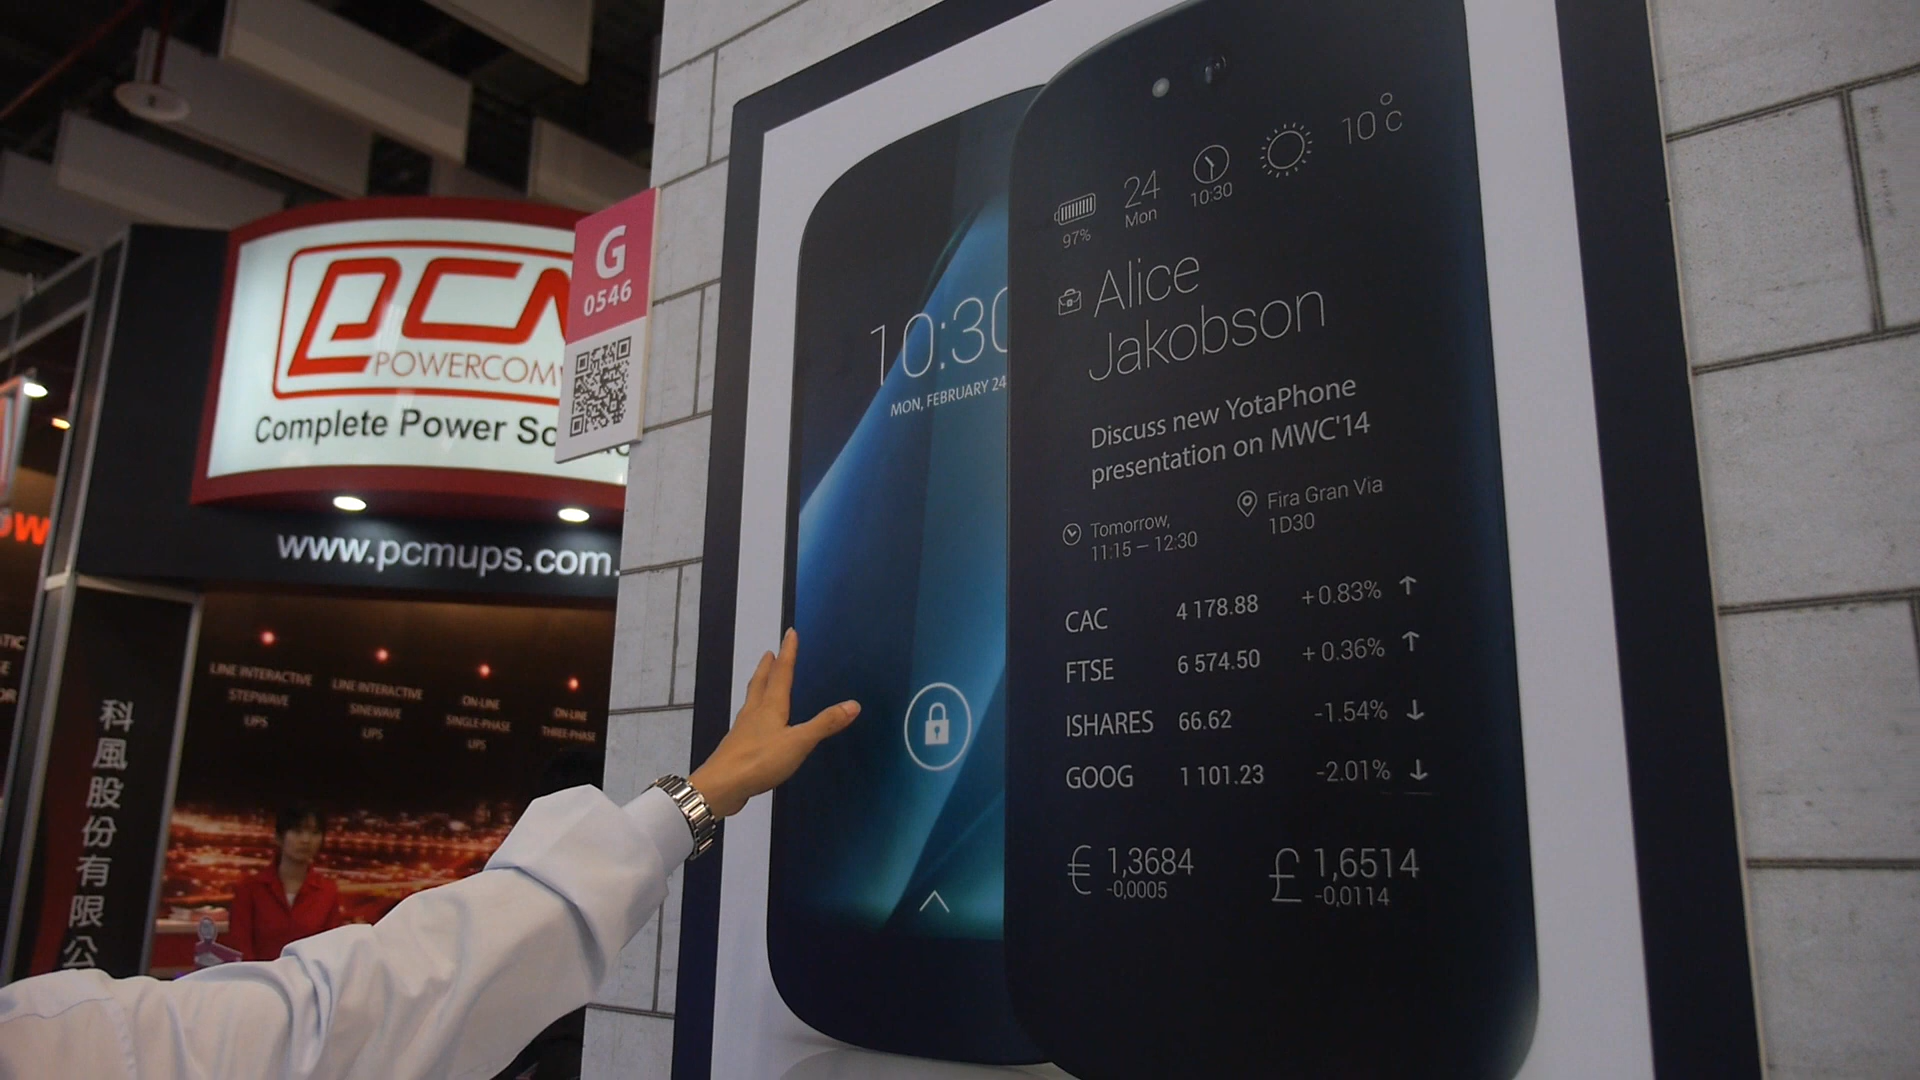 PCM
POWERCOM
Complete Power So
www.pcmups.com.
G
0546
LINE INTERACTIVE
STEPWAVE
UPS
LINE INTERACTIVE
SINEWAVE
UPS
ON-LINE
SINGLE-PHASE
UPS
ON-LINE
THREE-PHASE
科風股份有限公
10:30
MON, FEBRUARY 24
97%
24
Mon
10:30
10°c
Alice
Jakobson
Discuss new YotaPhone
presentation on MWC'14
Tomorrow,
11:15 – 12:30
Fira Gran Via
1D30
CAC 4 178.88 +0.83% ↑
FTSE 6 574.50 +0.36% ↑
ISHARES 66.62 -1.54% ↓
GOOG 1 101.23 -2.01% ↓
€ 1,3684
-0,0005
£ 1,6514
-0,0114